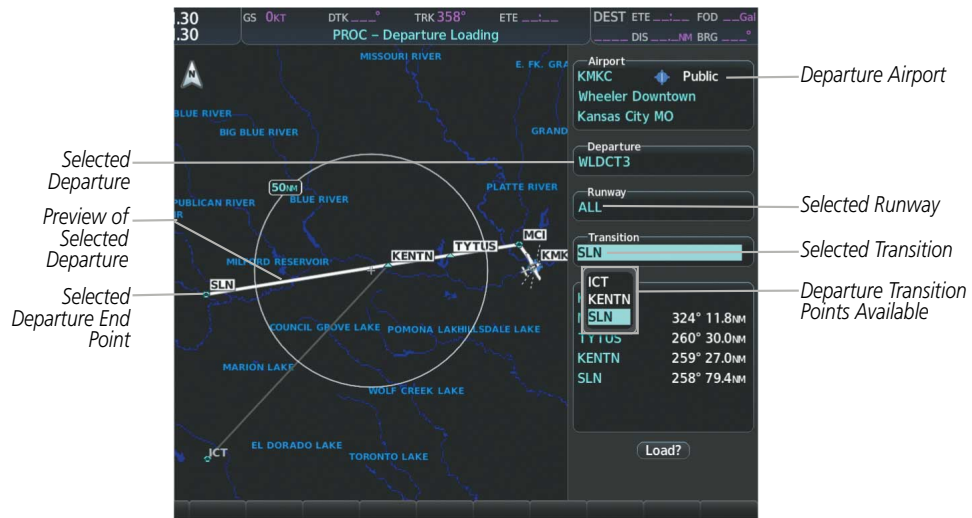 .30
.30
GS 0KT
DTK ___°
TRK 358°
ETE __:__
PROC – Departure Loading
DEST ETE __:__ FOD __Gal
____ DIS __._NM BRG ___°
MISSOURI RIVER
E. FK. GRA
N
BLUE RIVER
BIG BLUE RIVER
GRAND
50NM
BLUE RIVER
PLATTE RIVER
PUBLICAN RIVER
IR
MCI
TYTUS
KENTN
KMK
MILFORD RESERVOIR
SLN
COUNCIL GROVE LAKE
POMONA LAK
HILLSDALE LAKE
MARION LAKE
WOLF CREEK LAKE
EL DORADO LAKE
ICT
TORONTO LAKE
Airport
KMKC Public
Wheeler Downtown
Kansas City MO
Departure
WLDCT3
Runway
ALL
Transition
SLN
ICT
KENTN
SLN
324° 11.8NM
TYTUS 260° 30.0NM
KENTN 259° 27.0NM
SLN 258° 79.4NM
Load?
Departure Airport
Selected
Departure
Selected Runway
Preview of
Selected
Departure
Selected Transition
Selected
Departure End
Point
Departure Transition
Points Available